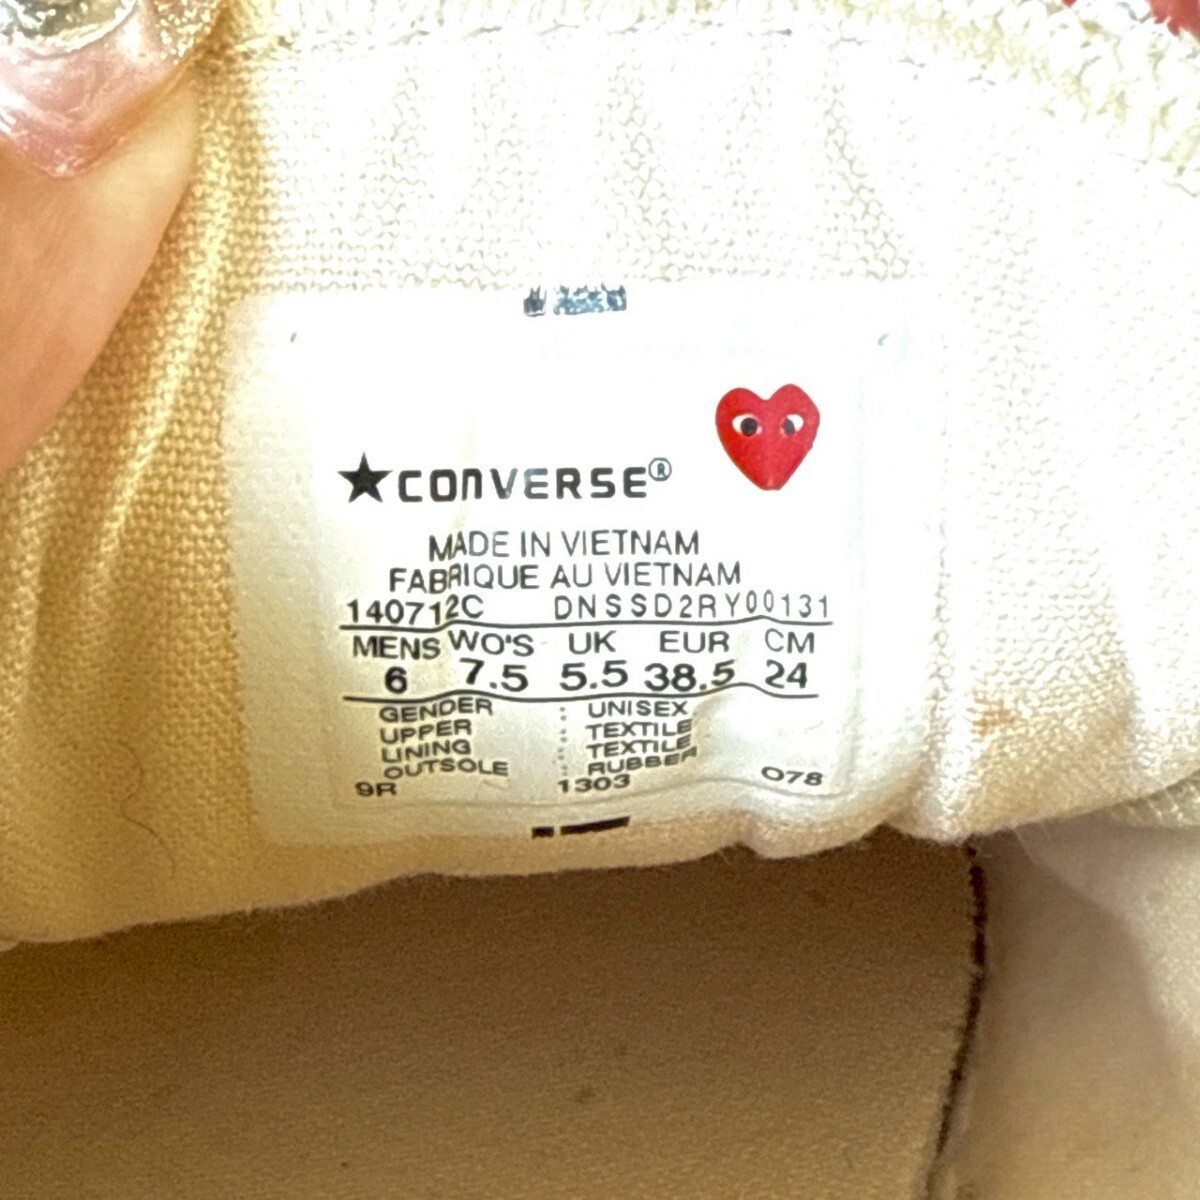 ★CONVERSE®
MADE IN VIETNAM
FABRIQUE AU VIETNAM
140712C DNSSD2RY00131
MENS WO'S UK EUR CM
6 7.5 5.5 38.5 24
GENDER : UNISEX
UPPER : TEXTILE
LINING : TEXTILE
OUTSOLE : RUBBER
9R 1303 O78